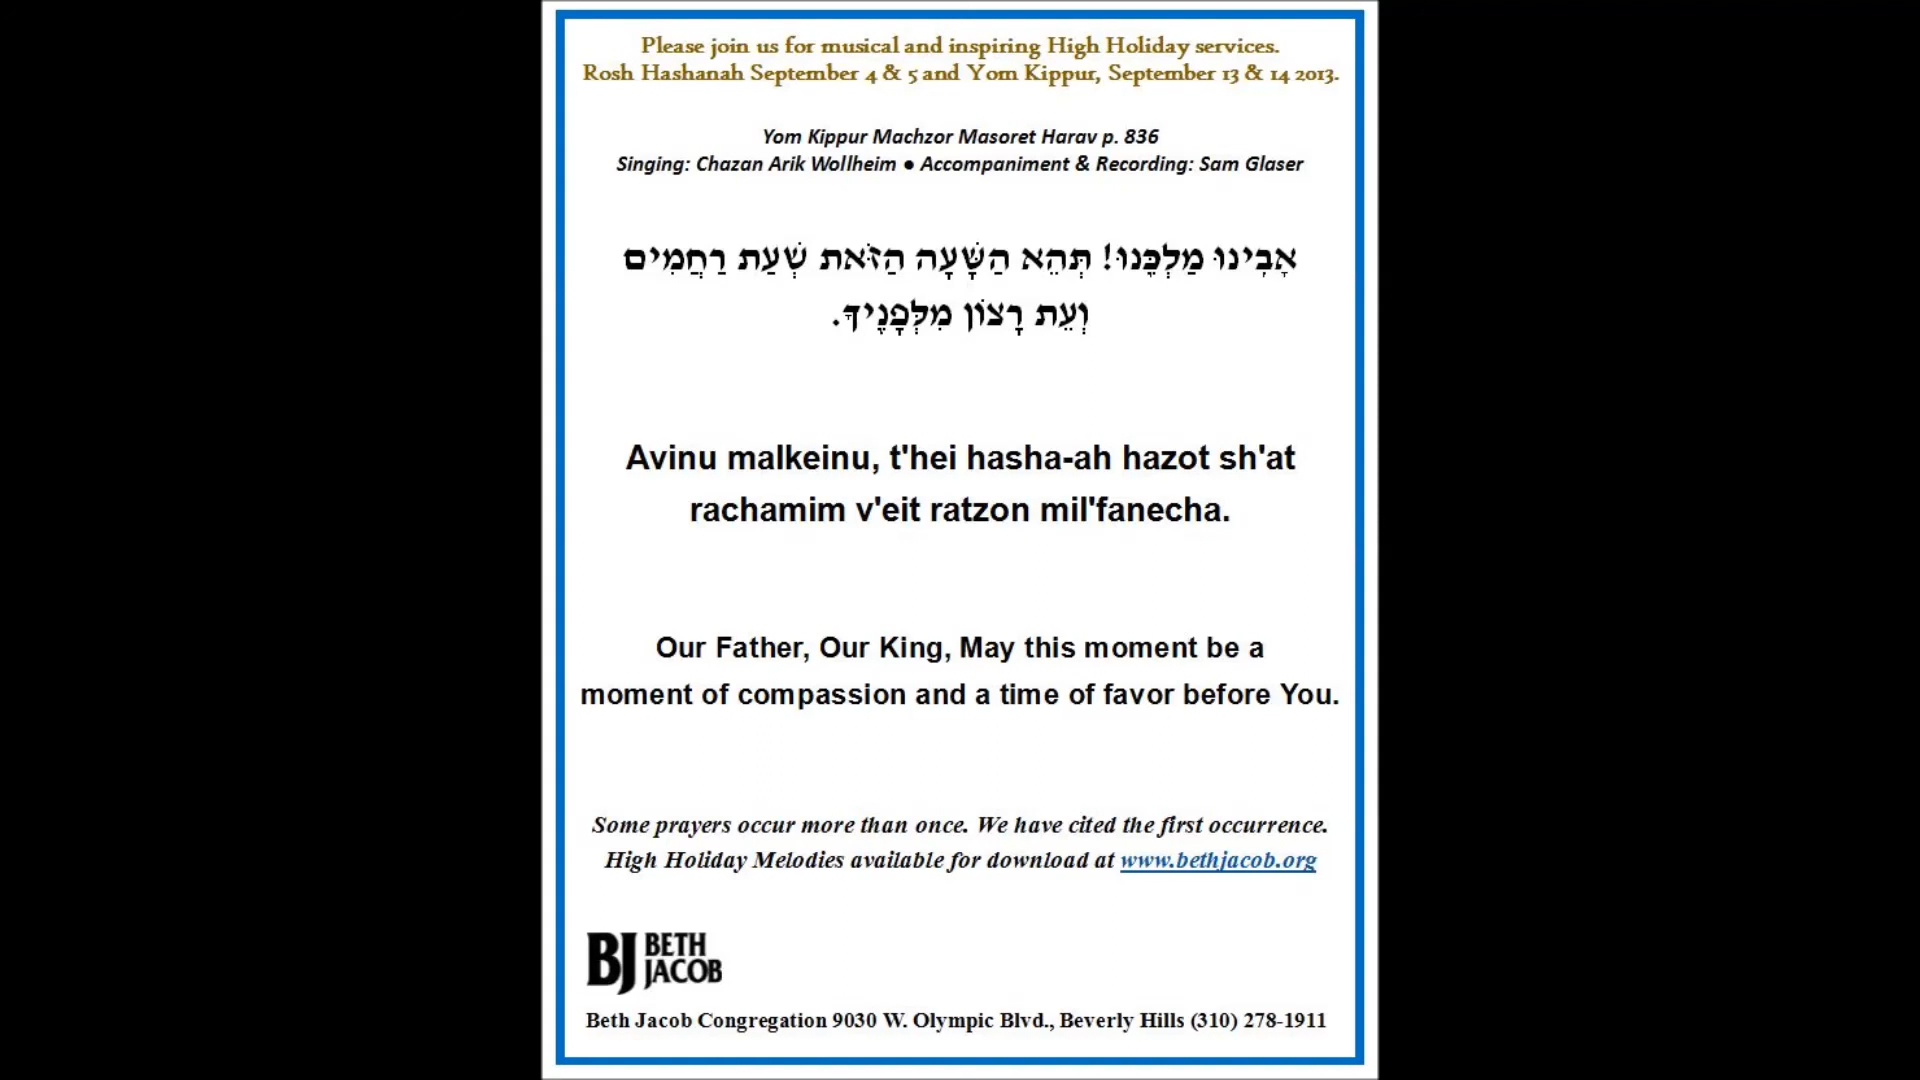 Please join us for musical and inspiring High Holiday services.
Rosh Hashanah September 4 & 5 and Yom Kippur, September 13 & 14 2013.
Yom Kippur Machzor Masoret Harav p. 836
Singing: Chazan Arik Wollheim ● Accompaniment & Recording: Sam Glaser
אָבִֽינוּ מַלְכֵּֽנוּ! תְּהֵא הַשָּׁעָה הַזֹּאת שְׁעַת רַחֲמִים
וְעֵת רָצוֹן מִלְּפָנֶֽיךָ.
Avinu malkeinu, t'hei hasha-ah hazot sh'at
rachamim v'eit ratzon mil'fanecha.
Our Father, Our King, May this moment be a
moment of compassion and a time of favor before You.
Some prayers occur more than once. We have cited the first occurrence.
High Holiday Melodies available for download at www.bethjacob.org
BJ BETH
JACOB
Beth Jacob Congregation 9030 W. Olympic Blvd., Beverly Hills (310) 278-1911